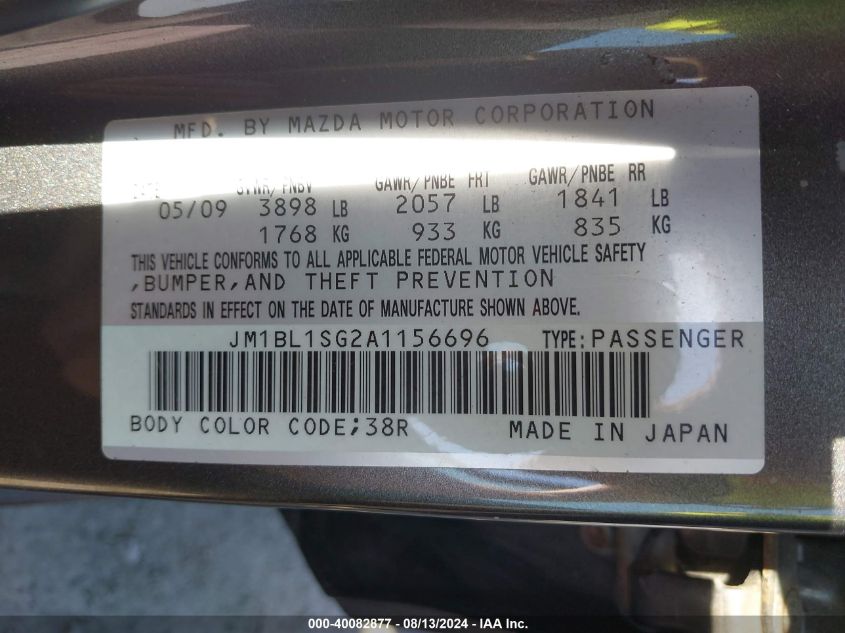 MFD. BY MAZDA MOTOR CORPORATION
DATE GVWR/PNBV GAWR/PNBE FRT GAWR/PNBE RR
05/09 3898 LB 2057 LB 1841 LB
1768 KG 933 KG 835 KG
THIS VEHICLE CONFORMS TO ALL APPLICABLE FEDERAL MOTOR VEHICLE SAFETY
,BUMPER,AND THEFT PREVENTION
STANDARDS IN EFFECT ON THE DATE OF MANUFACTURE SHOWN ABOVE.
JM1BL1SG2A1156696 TYPE:PASSENGER
BODY COLOR CODE;38R MADE IN JAPAN
000-40082877 - 08/13/2024 - IAA Inc.